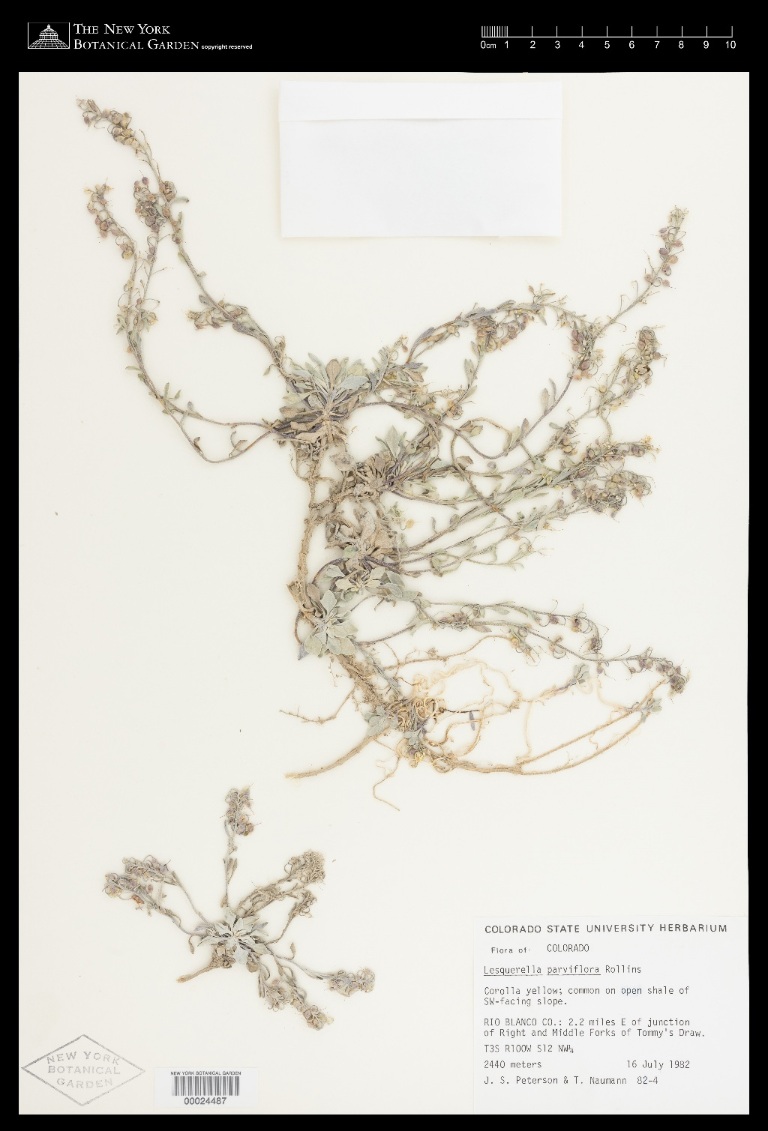 THE NEW YORK
BOTANICAL GARDEN copyright reserved
0cm 1 2 3 4 5 6 7 8 9 10
COLORADO STATE UNIVERSITY HERBARIUM
Flora of: COLORADO
Lesquerella parviflora Rollins
Corolla yellow; common on open shale of
SW-facing slope.
RIO BLANCO CO.: 2.2 miles E of junction
of Right and Middle Forks of Tommy's Draw.
T3S R100W S12 NW¼
2440 meters 16 July 1982
J. S. Peterson & T. Naumann 82-4
NEW YORK
BOTANICAL
GARDEN
NEW YORK BOTANICAL GARDEN
00024487